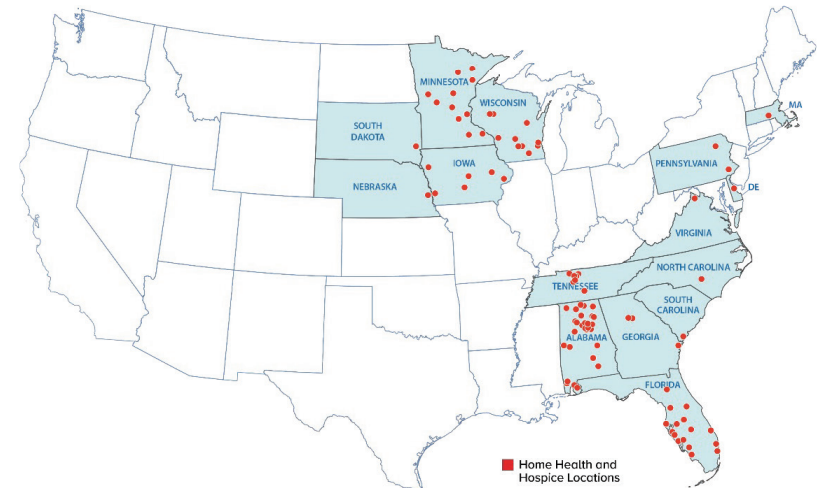 MINNESOTA
WISCONSIN
MA
SOUTH
DAKOTA
IOWA
PENNSYLVANIA
NEBRASKA
DE
VIRGINIA
NORTH CAROLINA
TENNESSEE
SOUTH
CAROLINA
ALABAMA
GEORGIA
FLORIDA
Home Health and
Hospice Locations